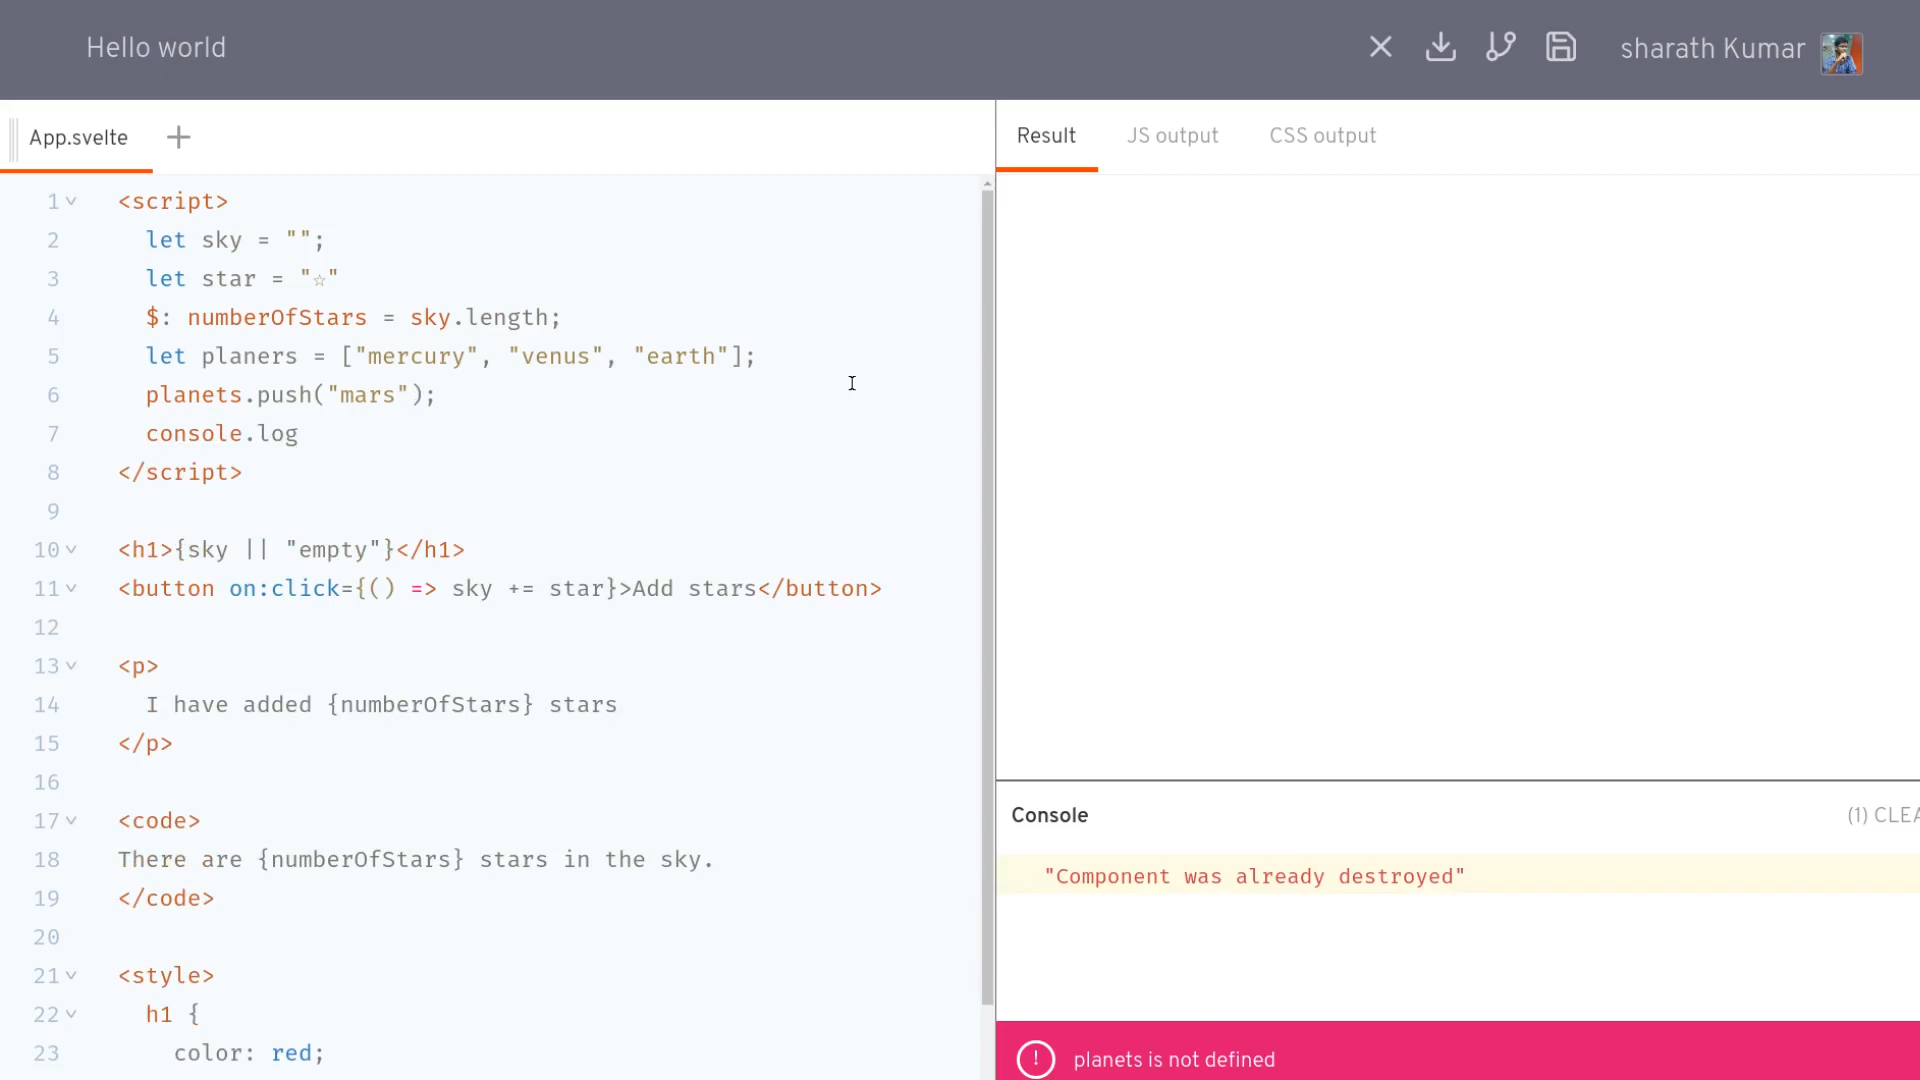 Hello world
sharath Kumar
App.svelte
Result JS output CSS output
1 <script>
2 let sky = "";
3 let star = "☆"
4 $: numberOfStars = sky.length;
5 let planers = ["mercury", "venus", "earth"];
6 planets.push("mars");
7 console.log
8 </script>
9
10 <h1>{sky || "empty"}</h1>
11 <button on:click={() => sky += star}>Add stars</button>
12
13 <p>
14 I have added {numberOfStars} stars
15 </p>
16
17 <code>
18 There are {numberOfStars} stars in the sky.
19 </code>
20
21 <style>
22 h1 {
23 color: red;
Console
(1) CLEA
"Component was already destroyed"
! planets is not defined